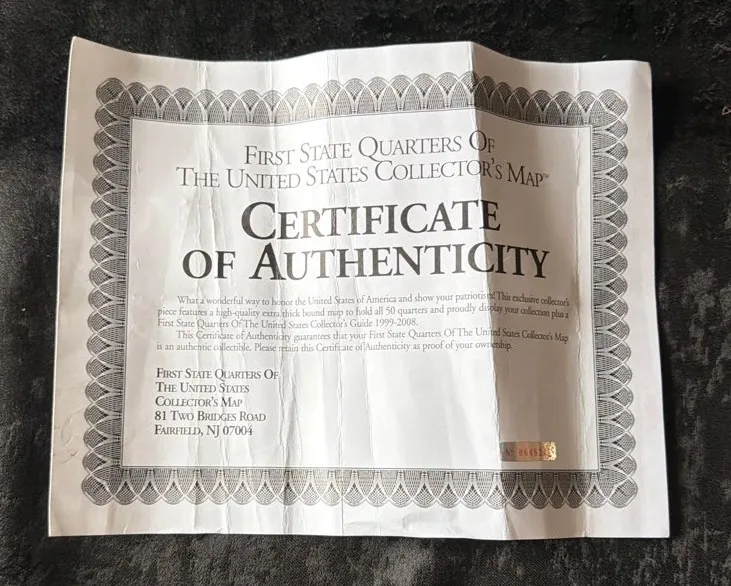 First State Quarters Of
The United States Collector's Map™
Certificate
of Authenticity
What a wonderful way to honor the United States of America and show your patriotism! This exclusive collector's
piece features a high-quality extra thick bound map to hold all 50 quarters and proudly display your collection plus a
First State Quarters Of The United States Collector's Guide 1999-2008.
This Certificate of Authenticity guarantees that your First State Quarters Of The United States Collector's Map
is an authentic collectible. Please retain this Certificate of Authenticity as proof of your ownership.
First State Quarters Of
The United States
Collector's Map
81 Two Bridges Road
Fairfield, NJ 07004
Nº